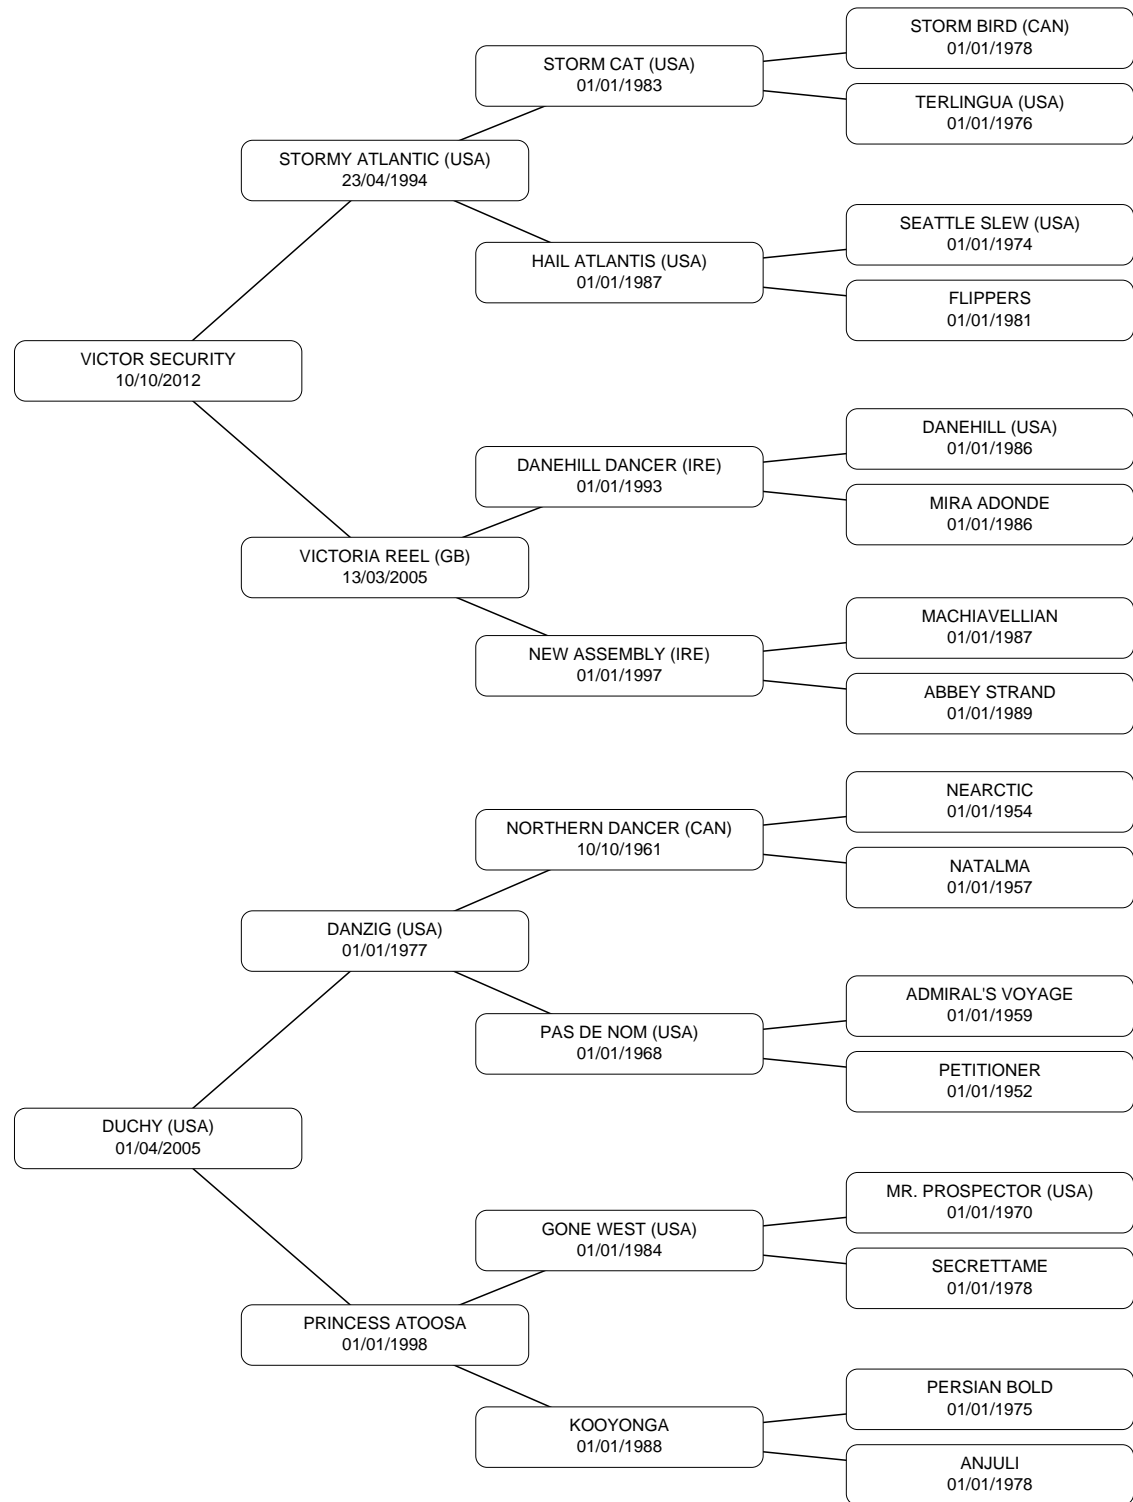 STORM BIRD (CAN)
01/01/1978
STORM CAT (USA)
01/01/1983
TERLINGUA (USA)
01/01/1976
STORMY ATLANTIC (USA)
23/04/1994
SEATTLE SLEW (USA)
01/01/1974
HAIL ATLANTIS (USA)
01/01/1987
FLIPPERS
01/01/1981
VICTOR SECURITY
10/10/2012
DANEHILL (USA)
01/01/1986
DANEHILL DANCER (IRE)
01/01/1993
MIRA ADONDE
01/01/1986
VICTORIA REEL (GB)
13/03/2005
MACHIAVELLIAN
01/01/1987
NEW ASSEMBLY (IRE)
01/01/1997
ABBEY STRAND
01/01/1989
NEARCTIC
01/01/1954
NORTHERN DANCER (CAN)
10/10/1961
NATALMA
01/01/1957
DANZIG (USA)
01/01/1977
ADMIRAL'S VOYAGE
01/01/1959
PAS DE NOM (USA)
01/01/1968
PETITIONER
01/01/1952
DUCHY (USA)
01/04/2005
MR. PROSPECTOR (USA)
01/01/1970
GONE WEST (USA)
01/01/1984
SECRETTAME
01/01/1978
PRINCESS ATOOSA
01/01/1998
PERSIAN BOLD
01/01/1975
KOOYONGA
01/01/1988
ANJULI
01/01/1978